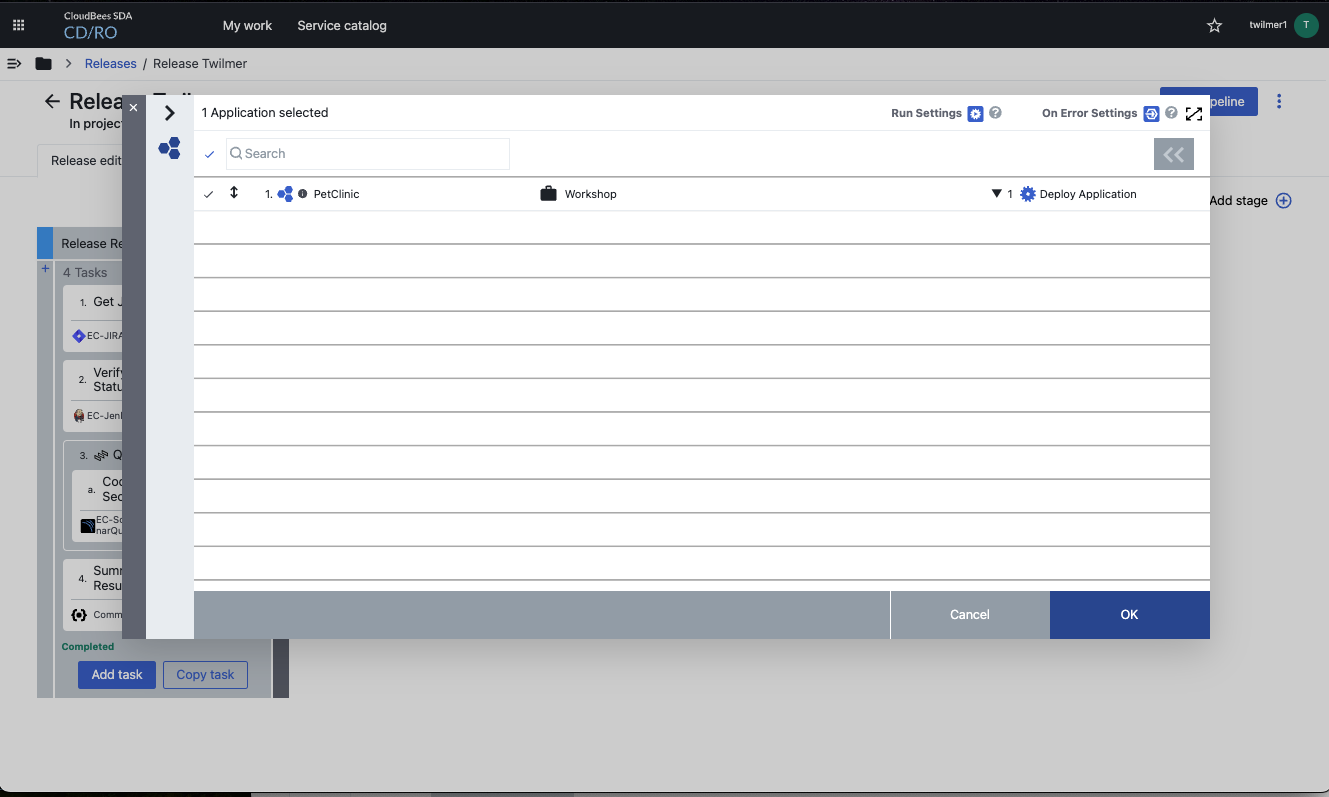 CloudBees SDA
CD/RO
My work
Service catalog
twilmer1
T
Releases / Release Twilmer
Relea
peline
In project
Release edit
1 Application selected
Run Settings
On Error Settings
Search
1. PetClinic
Workshop
1 Deploy Application
Add stage
Release Re
4 Tasks
1. Get J
EC-JIRA
2. Verify
Statu
EC-Jen
3. Q
a. Coc
Sec
EC-So
narQu
4. Sumr
Resu
Comm
Completed
Add task
Copy task
Cancel
OK